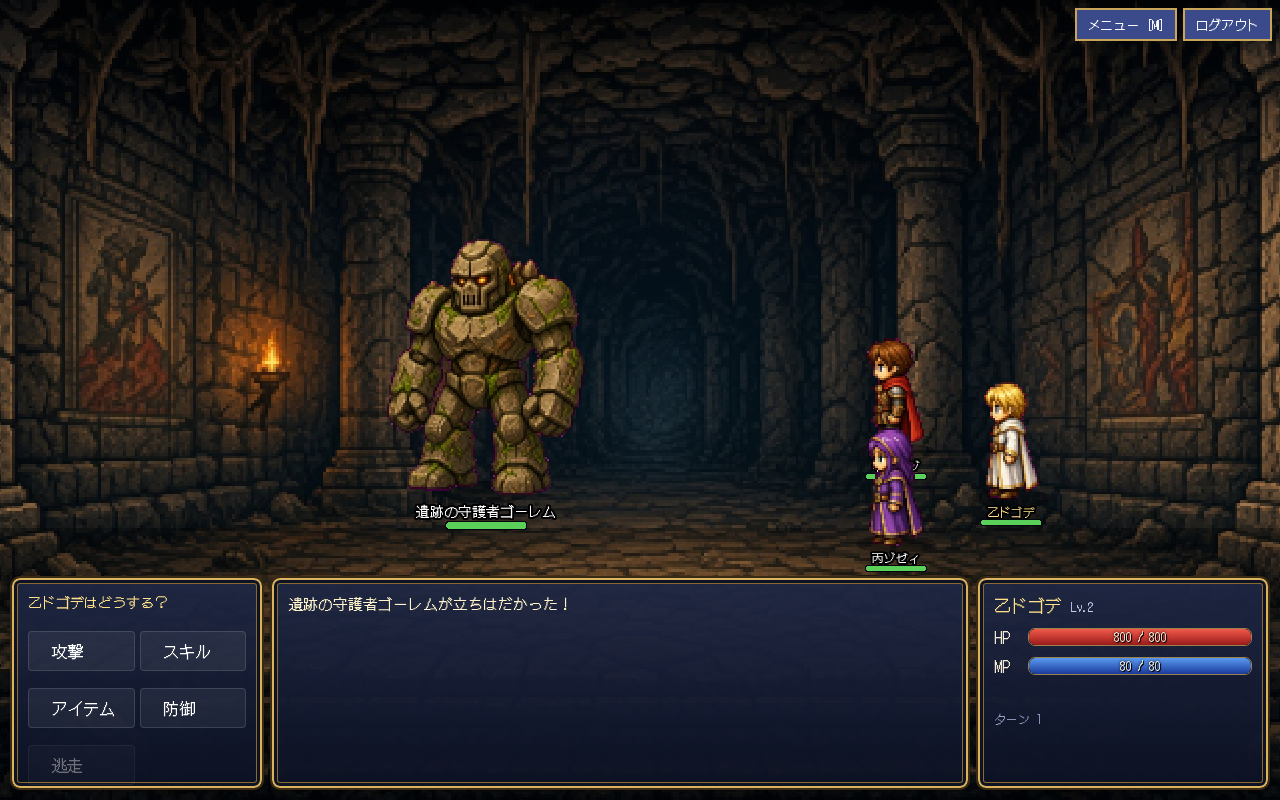 メニュー [M]
ログアウト
遺跡の守護者ゴーレム
乙ドゴデ
丙ゾゼィ
乙ドゴデはどうする?
攻撃
スキル
アイテム
防御
逃走
遺跡の守護者ゴーレムが立ちはだかった!
乙ドゴデ Lv.2
HP 800 / 800
MP 80 / 80
ターン 1